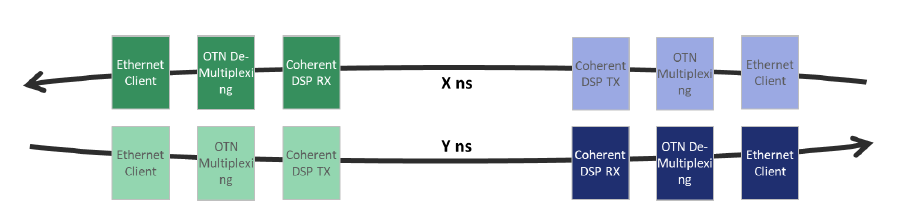 Ethernet
Client
OTN De-
Multiplexi
ng
Coherent
DSP RX
X ns
Coherent
DSP TX
OTN
Multiplexi
ng
Ethernet
Client
Ethernet
Client
OTN
Multiplexi
ng
Coherent
DSP TX
Y ns
Coherent
DSP RX
OTN De-
Multiplexi
ng
Ethernet
Client